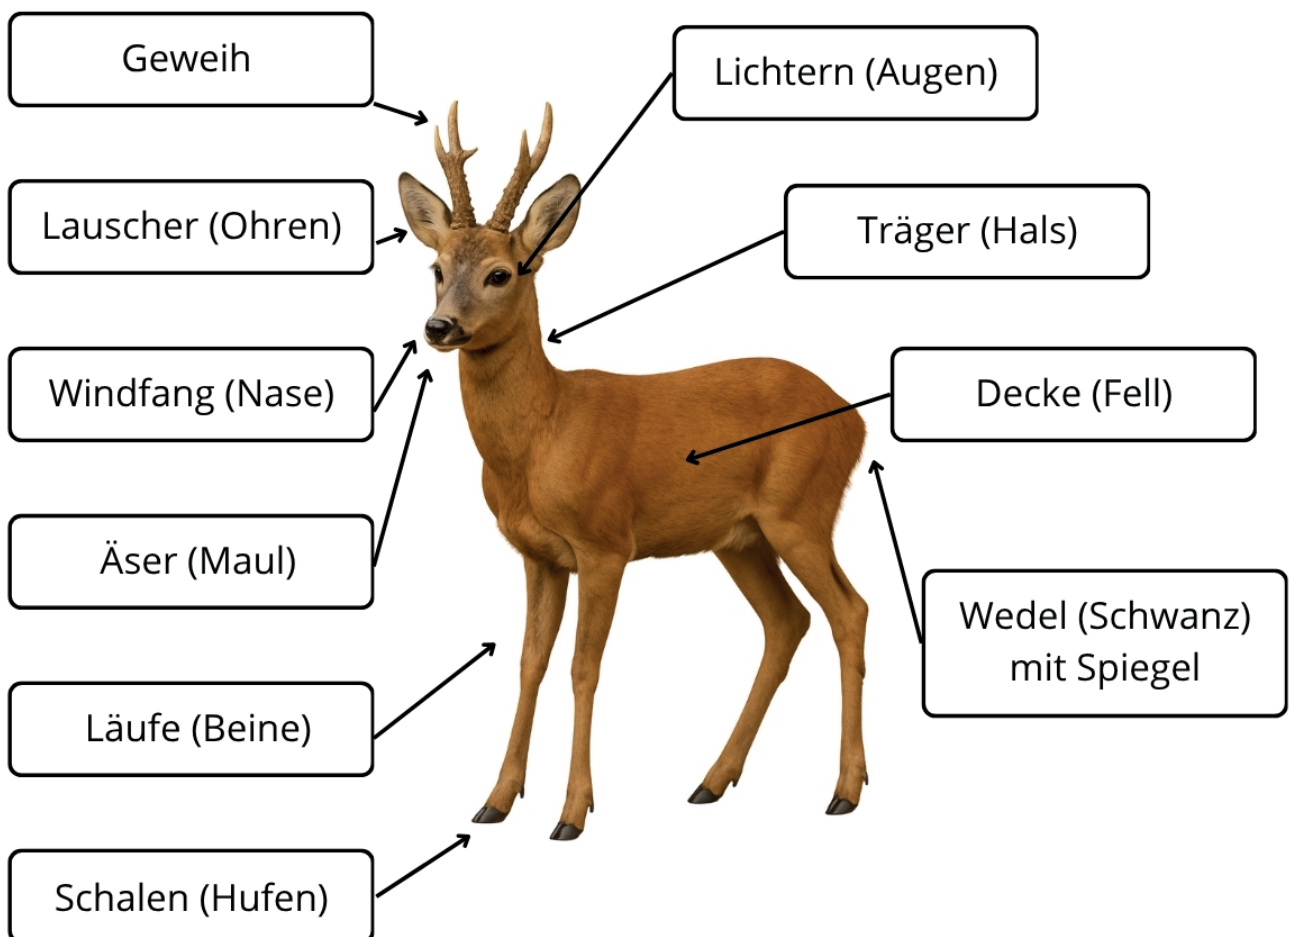 Geweih
Lichtern (Augen)
Lauscher (Ohren)
Träger (Hals)
Windfang (Nase)
Decke (Fell)
Äser (Maul)
Wedel (Schwanz)
mit Spiegel
Läufe (Beine)
Schalen (Hufen)